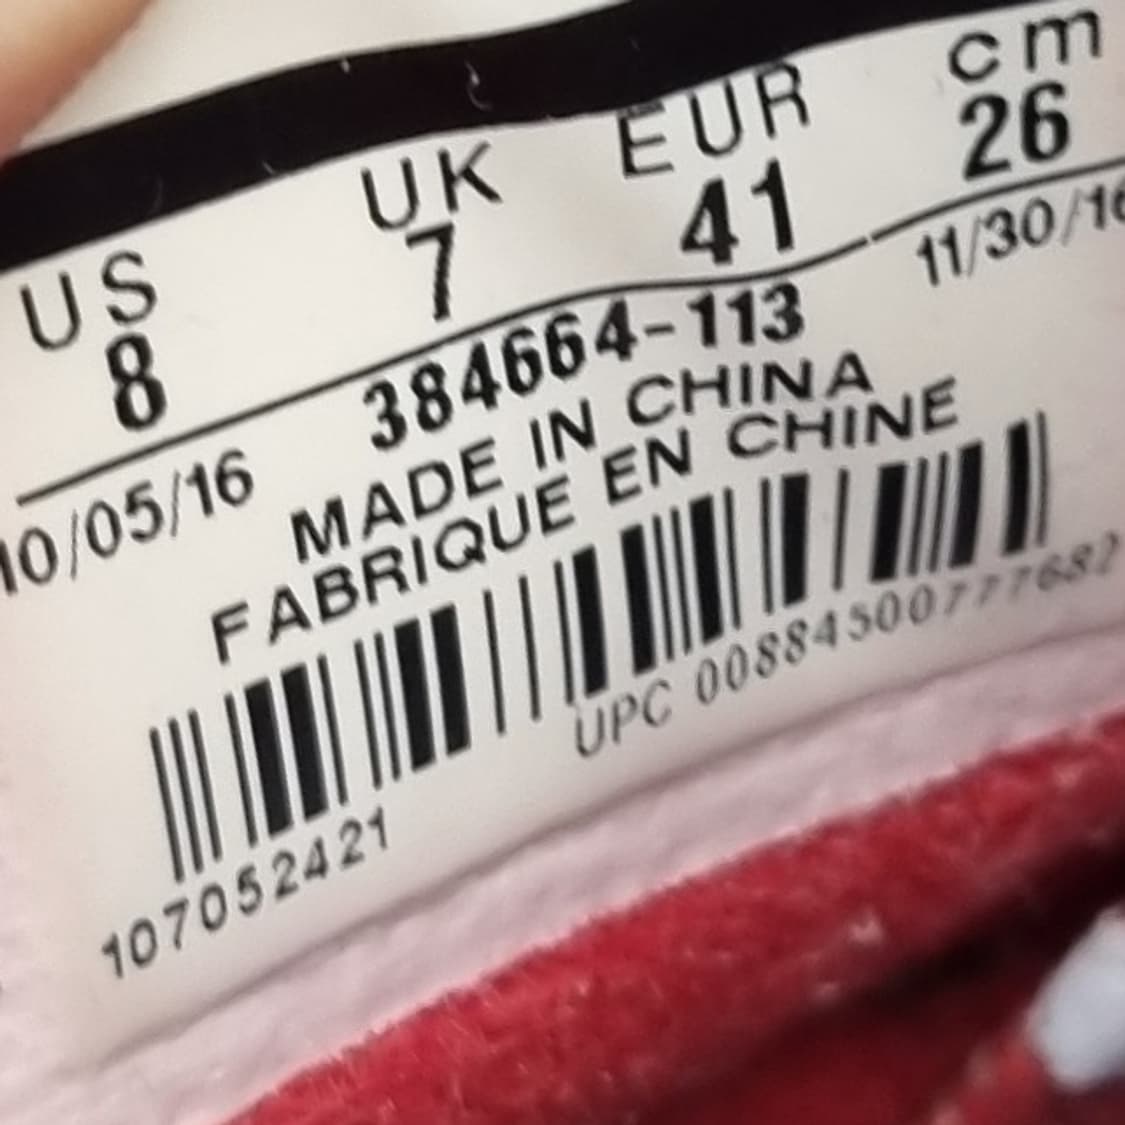 US UK EUR cm
8 7 41 26
10/05/16 384664-113 11/30/16
MADE IN CHINA
FABRIQUE EN CHINE
UPC 00884500777682
107052421